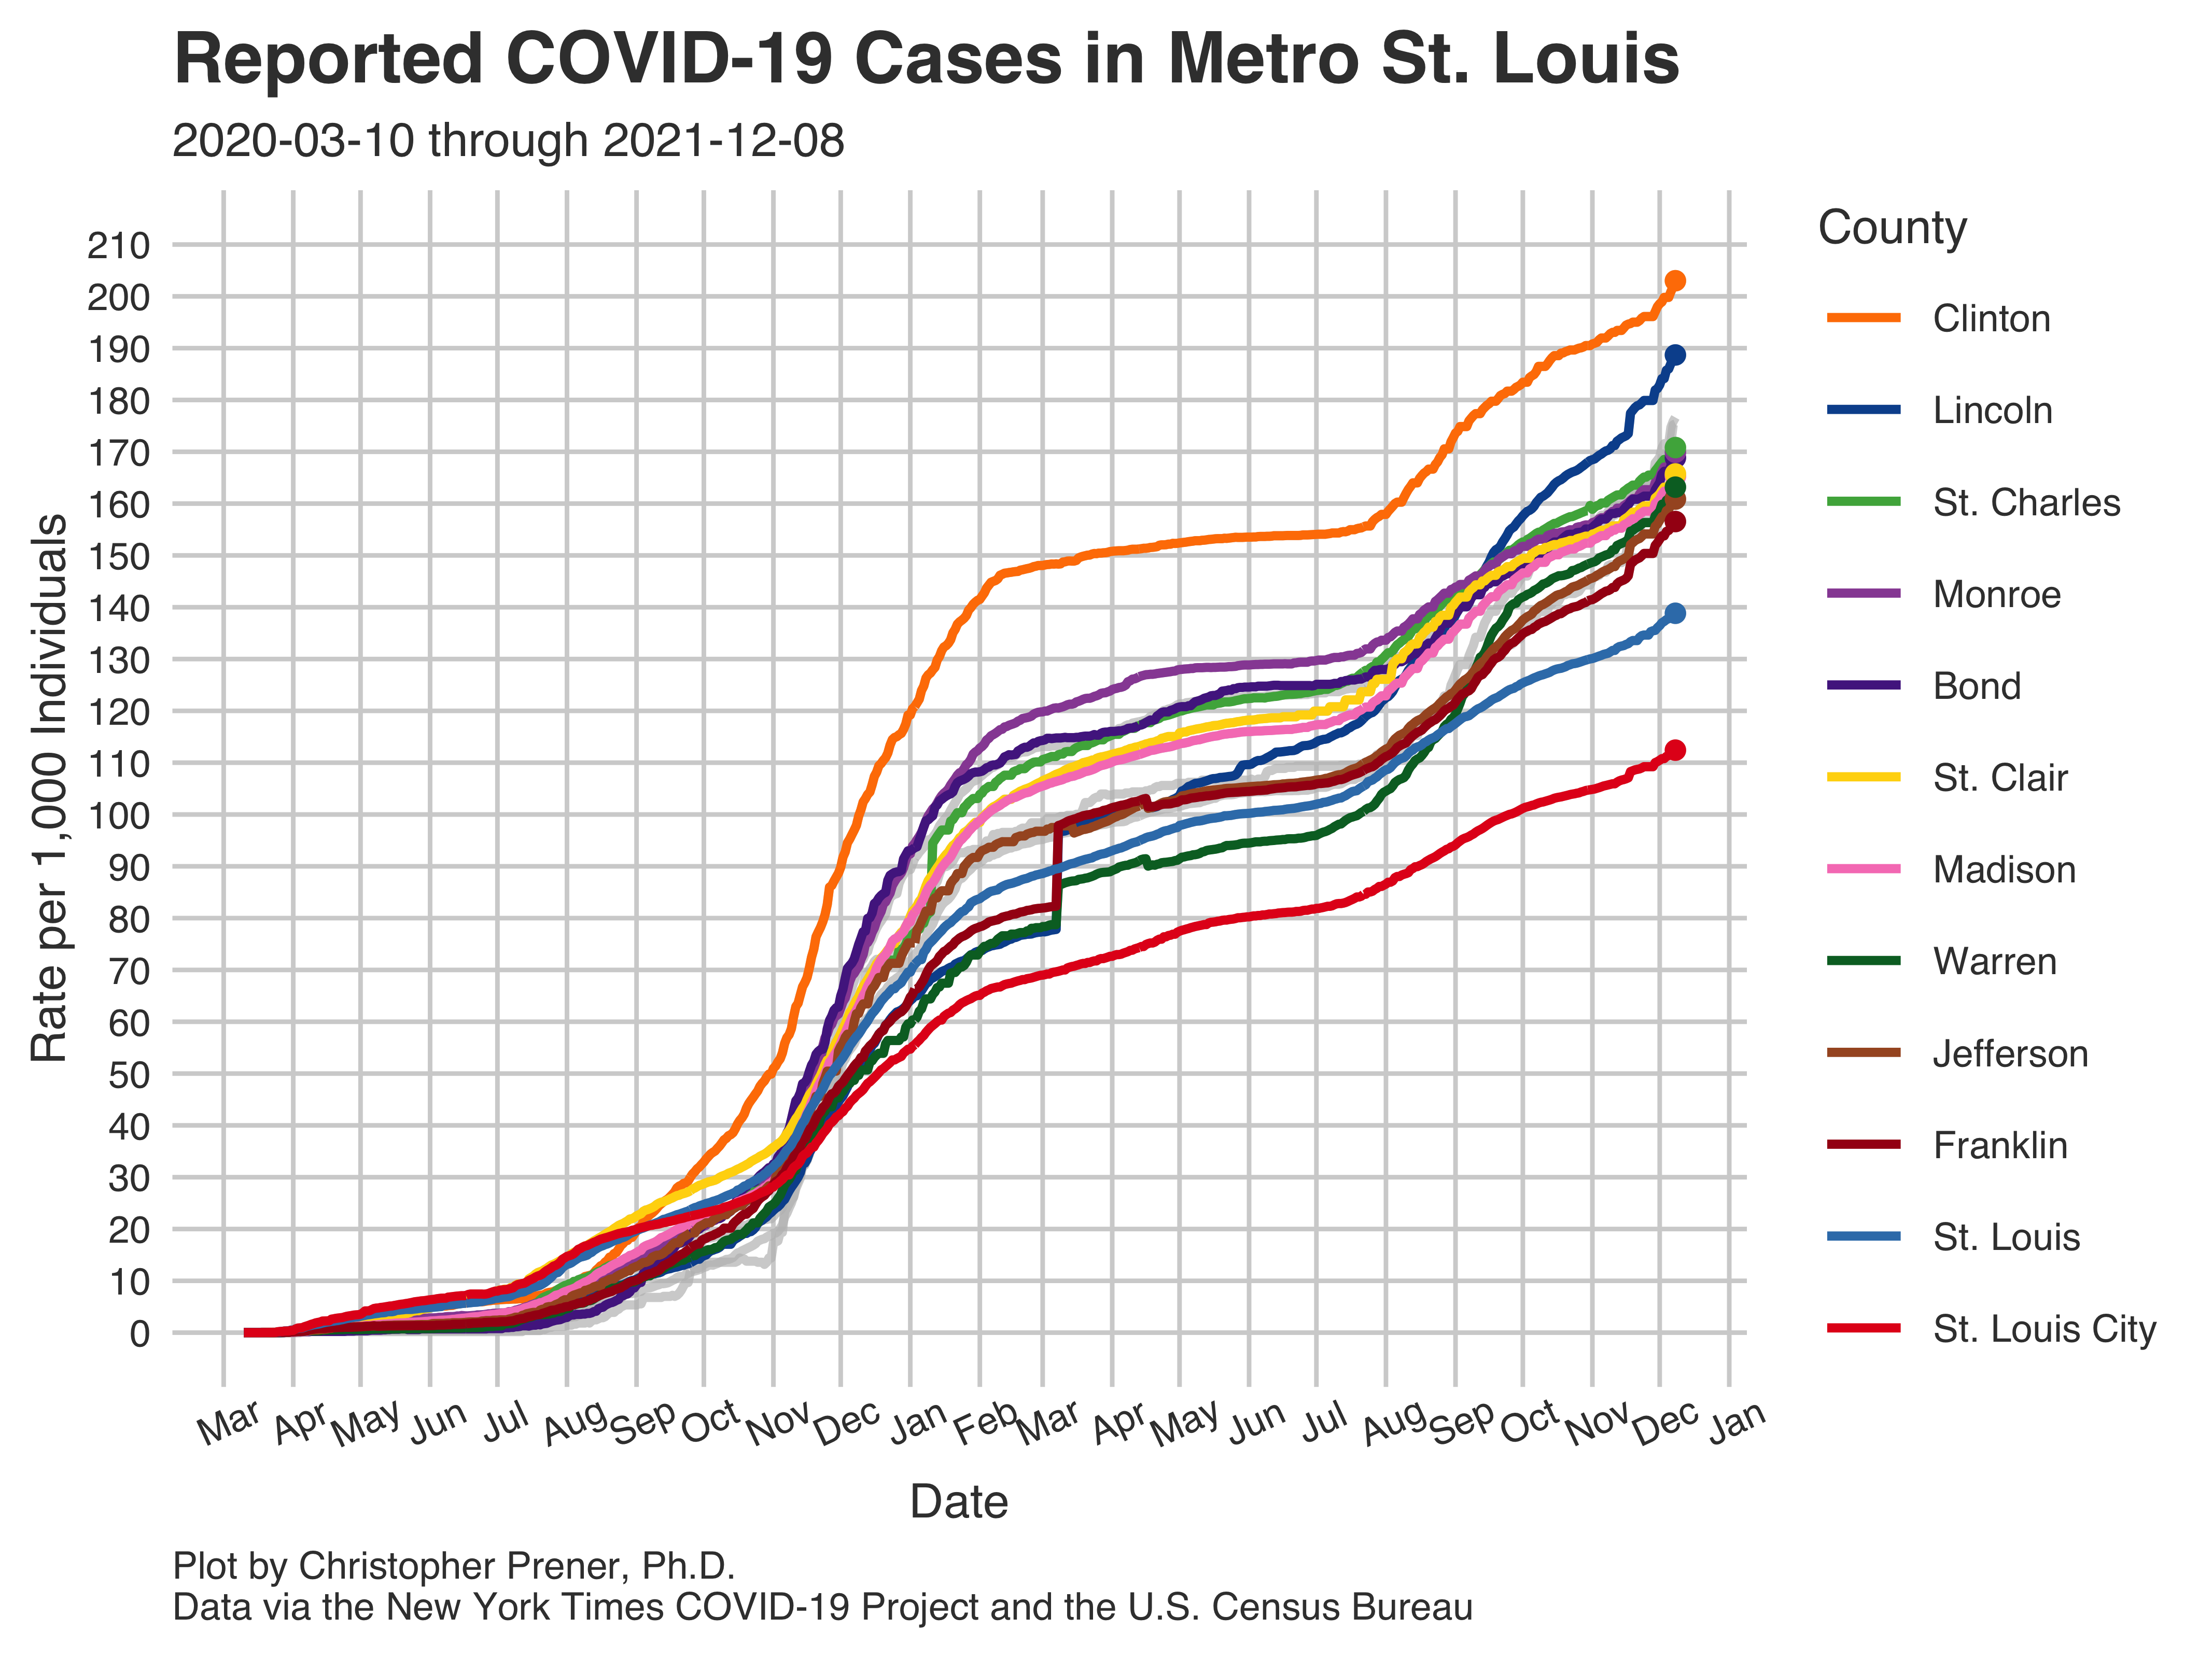 Reported COVID-19 Cases in Metro St. Louis
2020-03-10 through 2021-12-08
County
Clinton
Lincoln
St. Charles
Monroe
Bond
St. Clair
Madison
Warren
Jefferson
Franklin
St. Louis
St. Louis City
Rate per 1,000 Individuals
210
200
190
180
170
160
150
140
130
120
110
100
90
80
70
60
50
40
30
20
10
0
Mar Apr May Jun Jul Aug Sep Oct Nov Dec Jan Feb Mar Apr May Jun Jul Aug Sep Oct Nov Dec Jan
Date
Plot by Christopher Prener, Ph.D.
Data via the New York Times COVID-19 Project and the U.S. Census Bureau